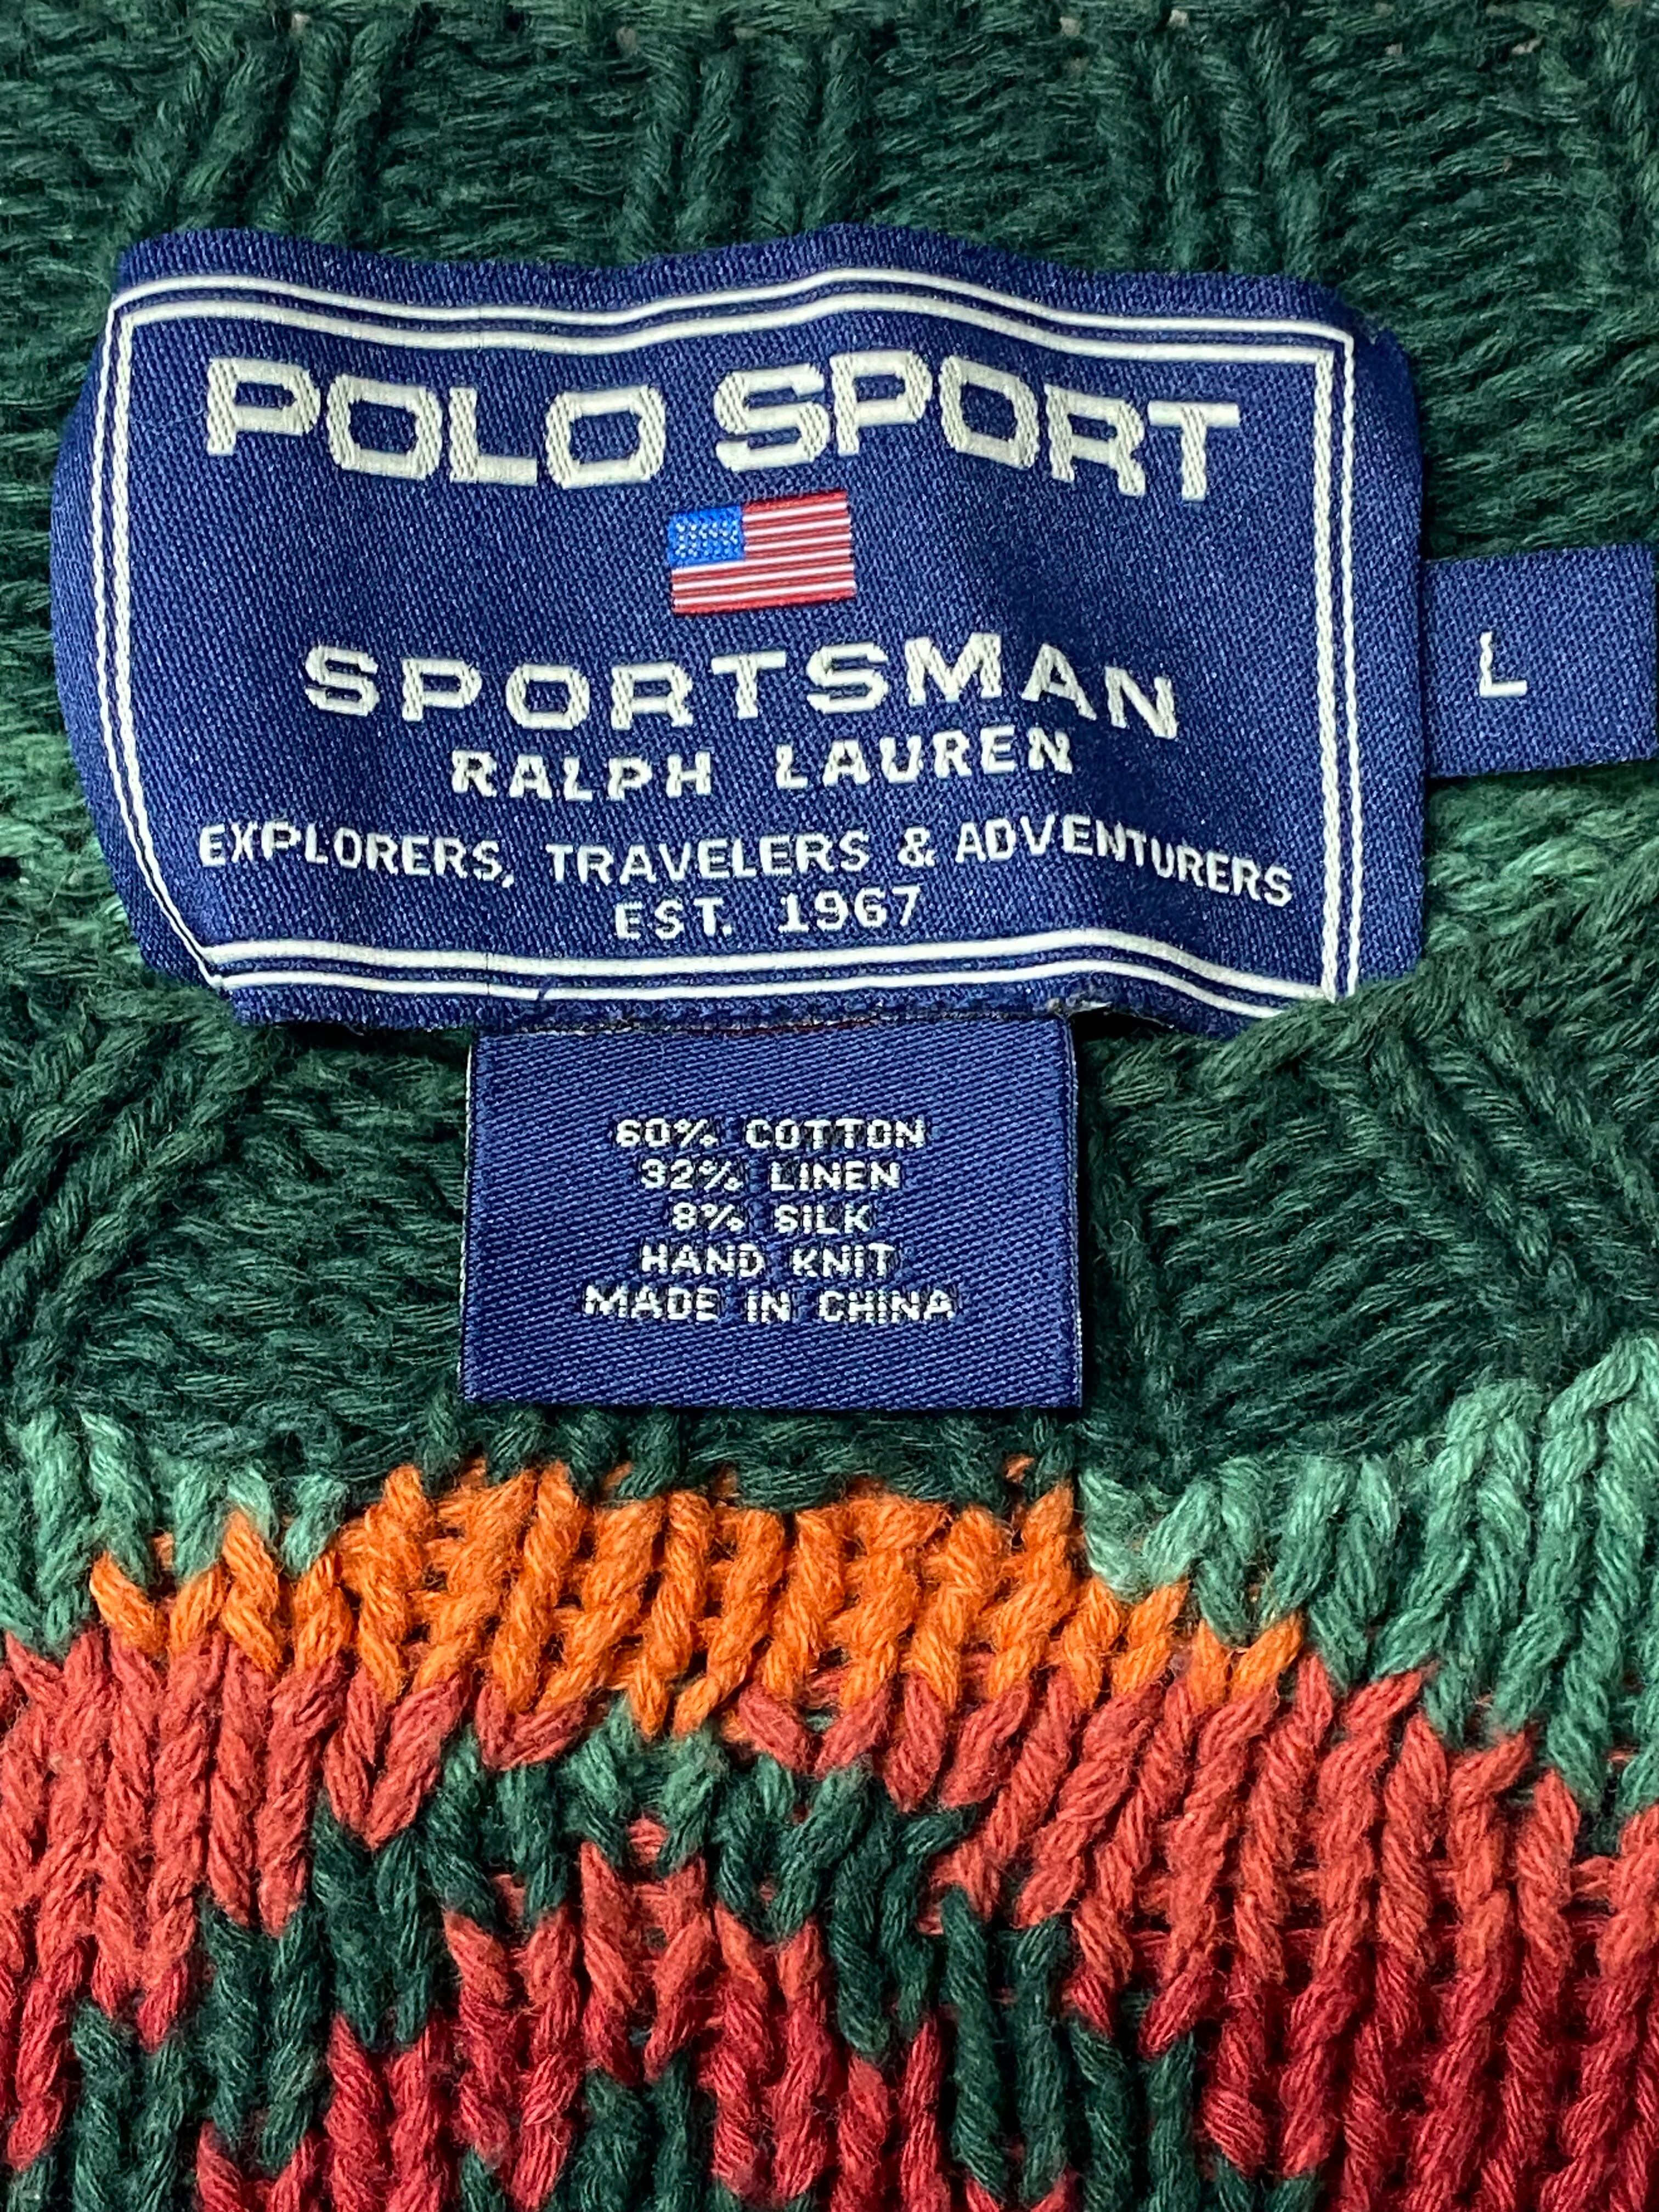 POLO SPORT
SPORTSMAN
RALPH LAUREN
EXPLORERS, TRAVELERS & ADVENTURERS
EST. 1967
L
60% COTTON
32% LINEN
8% SILK
HAND KNIT
MADE IN CHINA